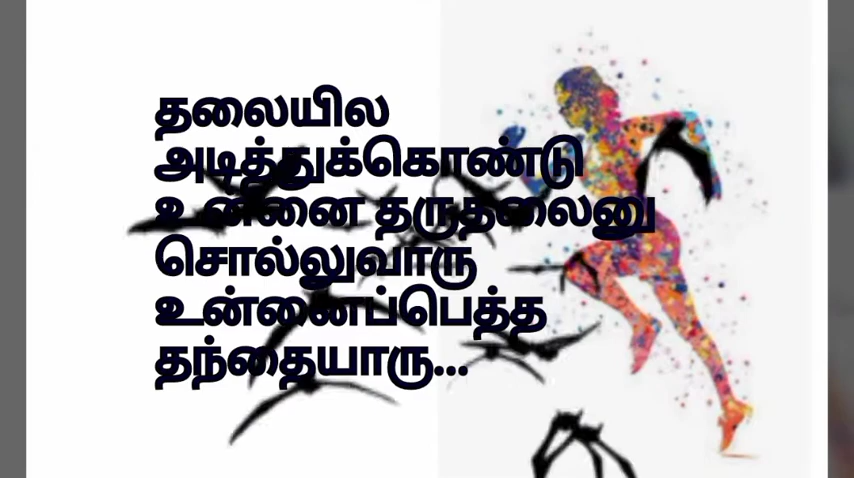 தலையில
அடித்துக்கொண்டு
உன்னை தருதலைனு
சொல்லுவாரு
உன்னைப்பெத்த
தந்தையாரு...